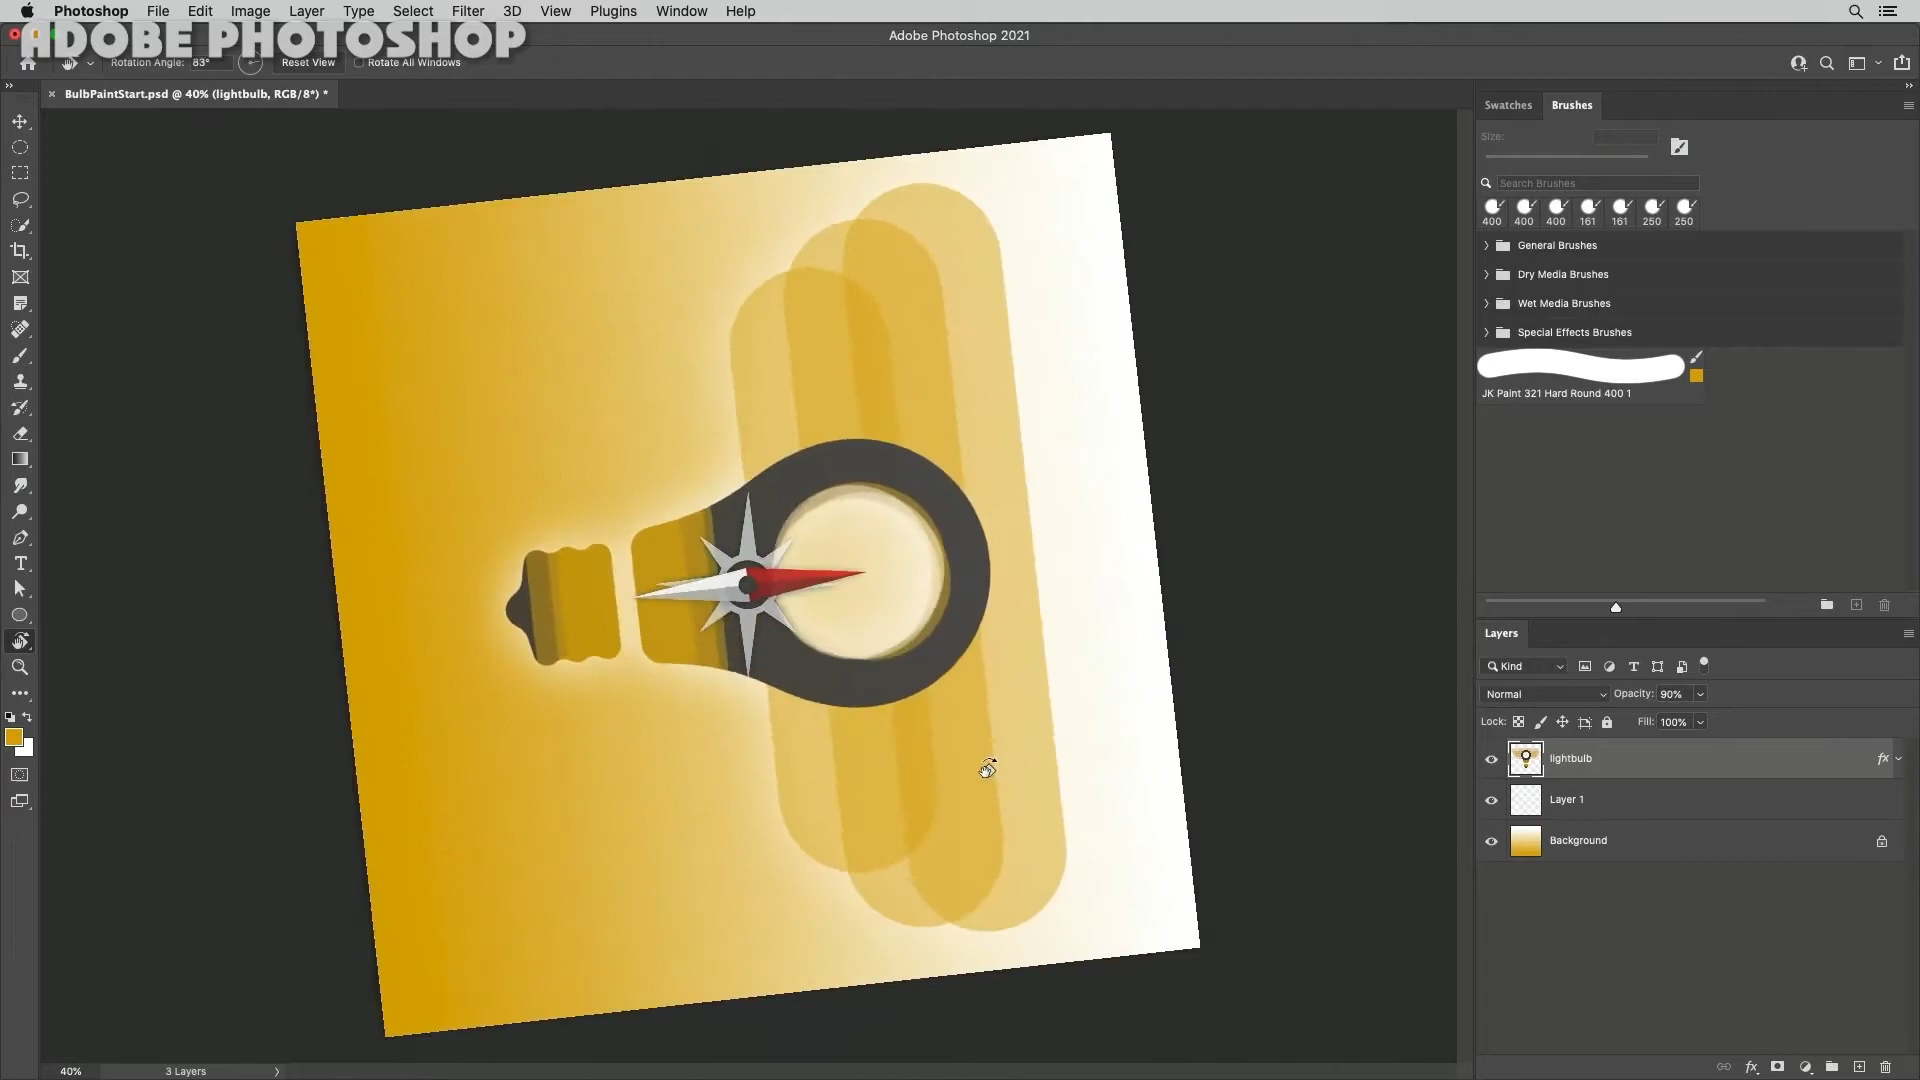 Photoshop File Edit Image Layer Type Select Filter 3D View Plugins Window Help
ADOBE PHOTOSHOP
Adobe Photoshop 2021
Rotation Angle: 83° Reset View Rotate All Windows
BulbPaintStart.psd @ 40% (lightbulb, RGB/8*) *
Swatches Brushes
Size:
Search Brushes
400 400 400 161 161 250 250
General Brushes
Dry Media Brushes
Wet Media Brushes
Special Effects Brushes
JK Paint 321 Hard Round 400 1
Layers
Kind
Normal Opacity: 90%
Lock: Fill: 100%
lightbulb fx
Layer 1
Background
40% 3 Layers
fx